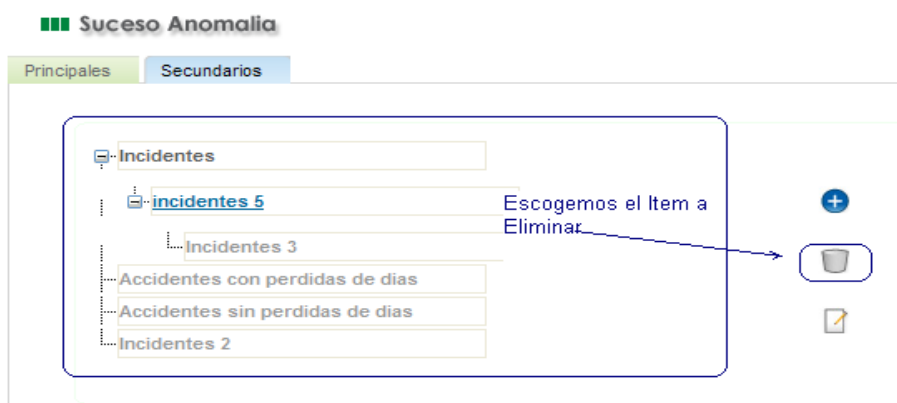 Suceso Anomalia
Principales
Secundarios
Incidentes
incidentes 5
Escogemos el Item a
Eliminar
Incidentes 3
Accidentes con perdidas de dias
Accidentes sin perdidas de dias
Incidentes 2